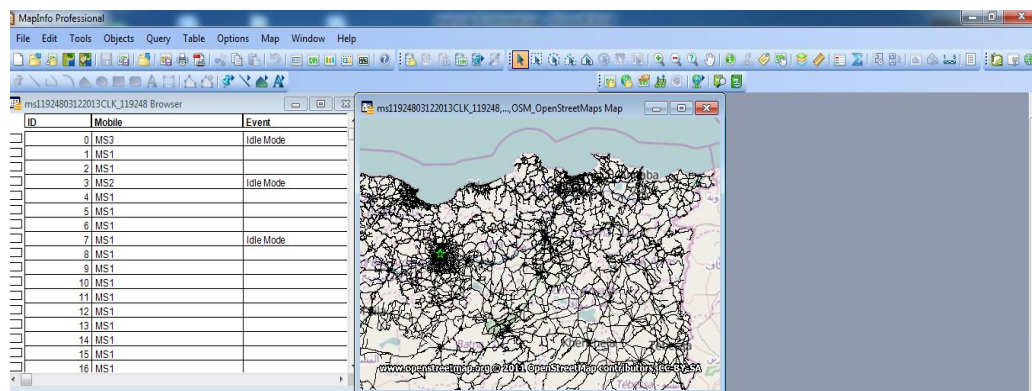 MapInfo Professional
File Edit Tools Objects Query Table Options Map Window Help
ms11924803122013CLK_119248 Browser
ID Mobile Event
0 MS3 Idle Mode
1 MS1
2 MS1
3 MS2 Idle Mode
4 MS1
5 MS1
6 MS1
7 MS1 Idle Mode
8 MS1
9 MS1
10 MS1
11 MS1
12 MS1
13 MS1
14 MS1
15 MS1
16 MS1
ms11924803122013CLK_119248,...,OSM_OpenStreetMaps Map
Batna
Khenchela
www.openstreetmap.org © 2011 OpenStreetMap contributors, CC-BY-SA
Tébessa